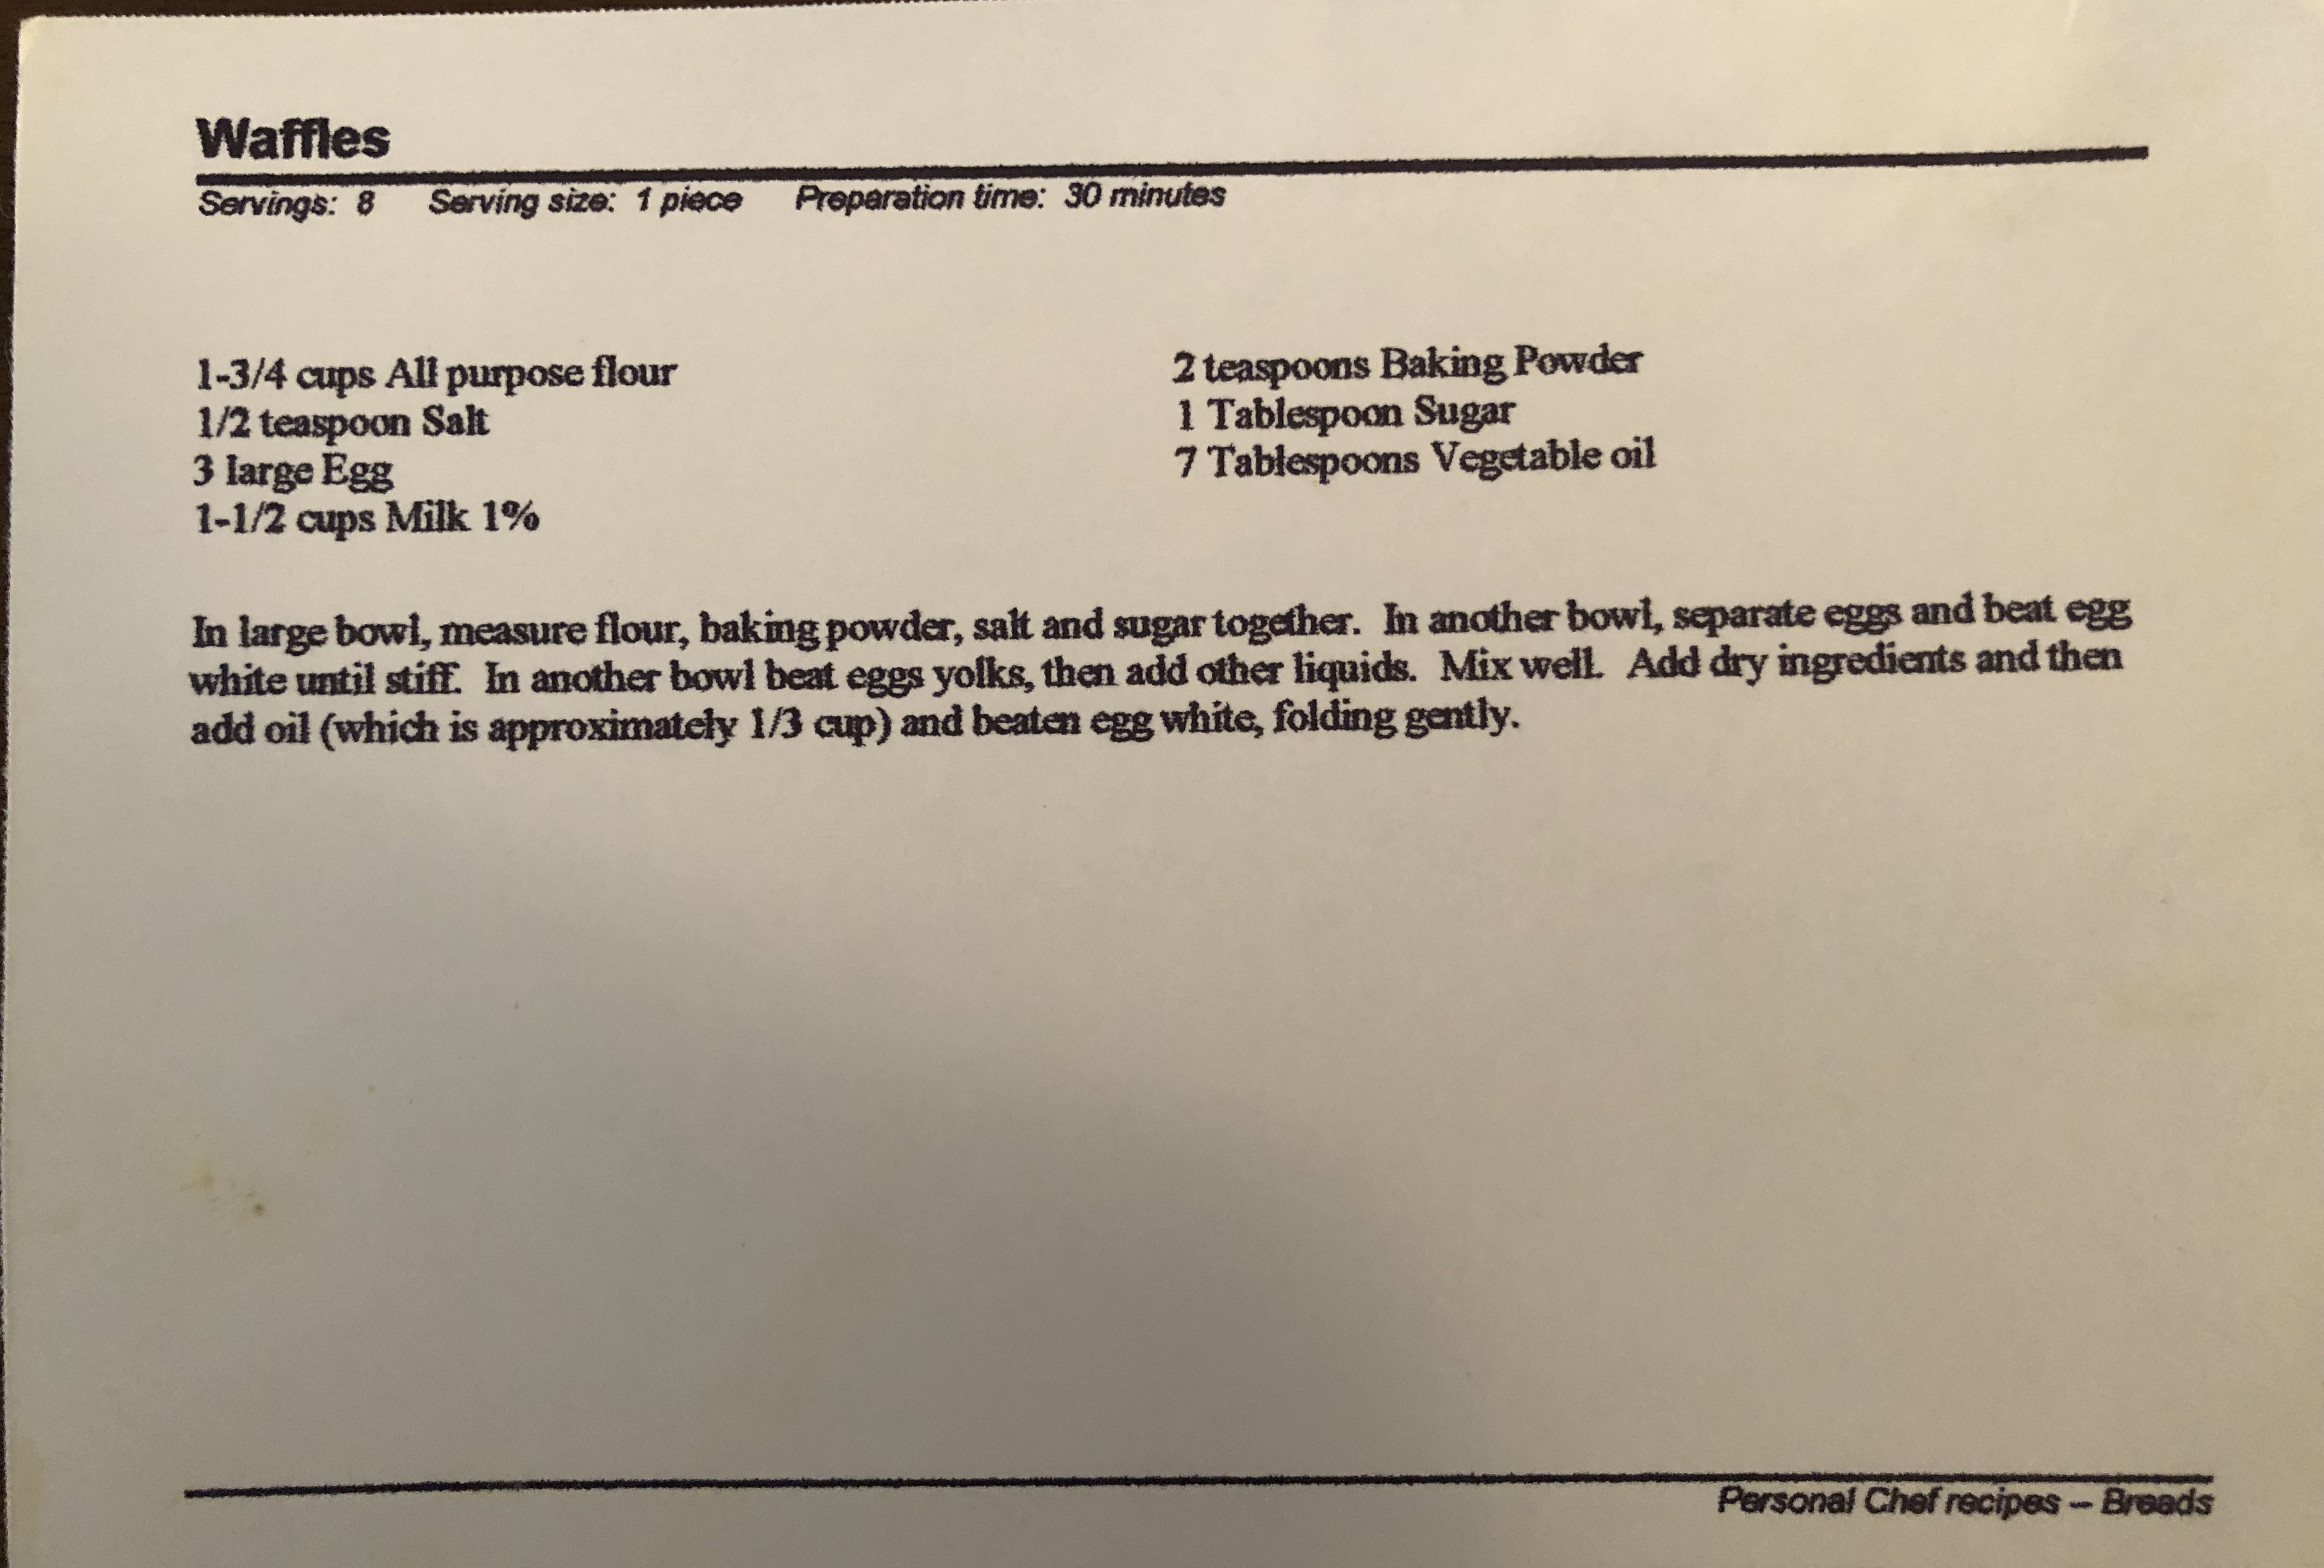 Waffles
Servings: 8 Serving size: 1 piece Preparation time: 30 minutes
1-3/4 cups All purpose flour
1/2 teaspoon Salt
3 large Egg
1-1/2 cups Milk 1%
2 teaspoons Baking Powder
1 Tablespoon Sugar
7 Tablespoons Vegetable oil
In large bowl, measure flour, baking powder, salt and sugar together. In another bowl, separate eggs and beat egg
white until stiff. In another bowl beat eggs yolks, then add other liquids. Mix well. Add dry ingredients and then
add oil (which is approximately 1/3 cup) and beaten egg white, folding gently.
Personal Chef recipes -- Breads